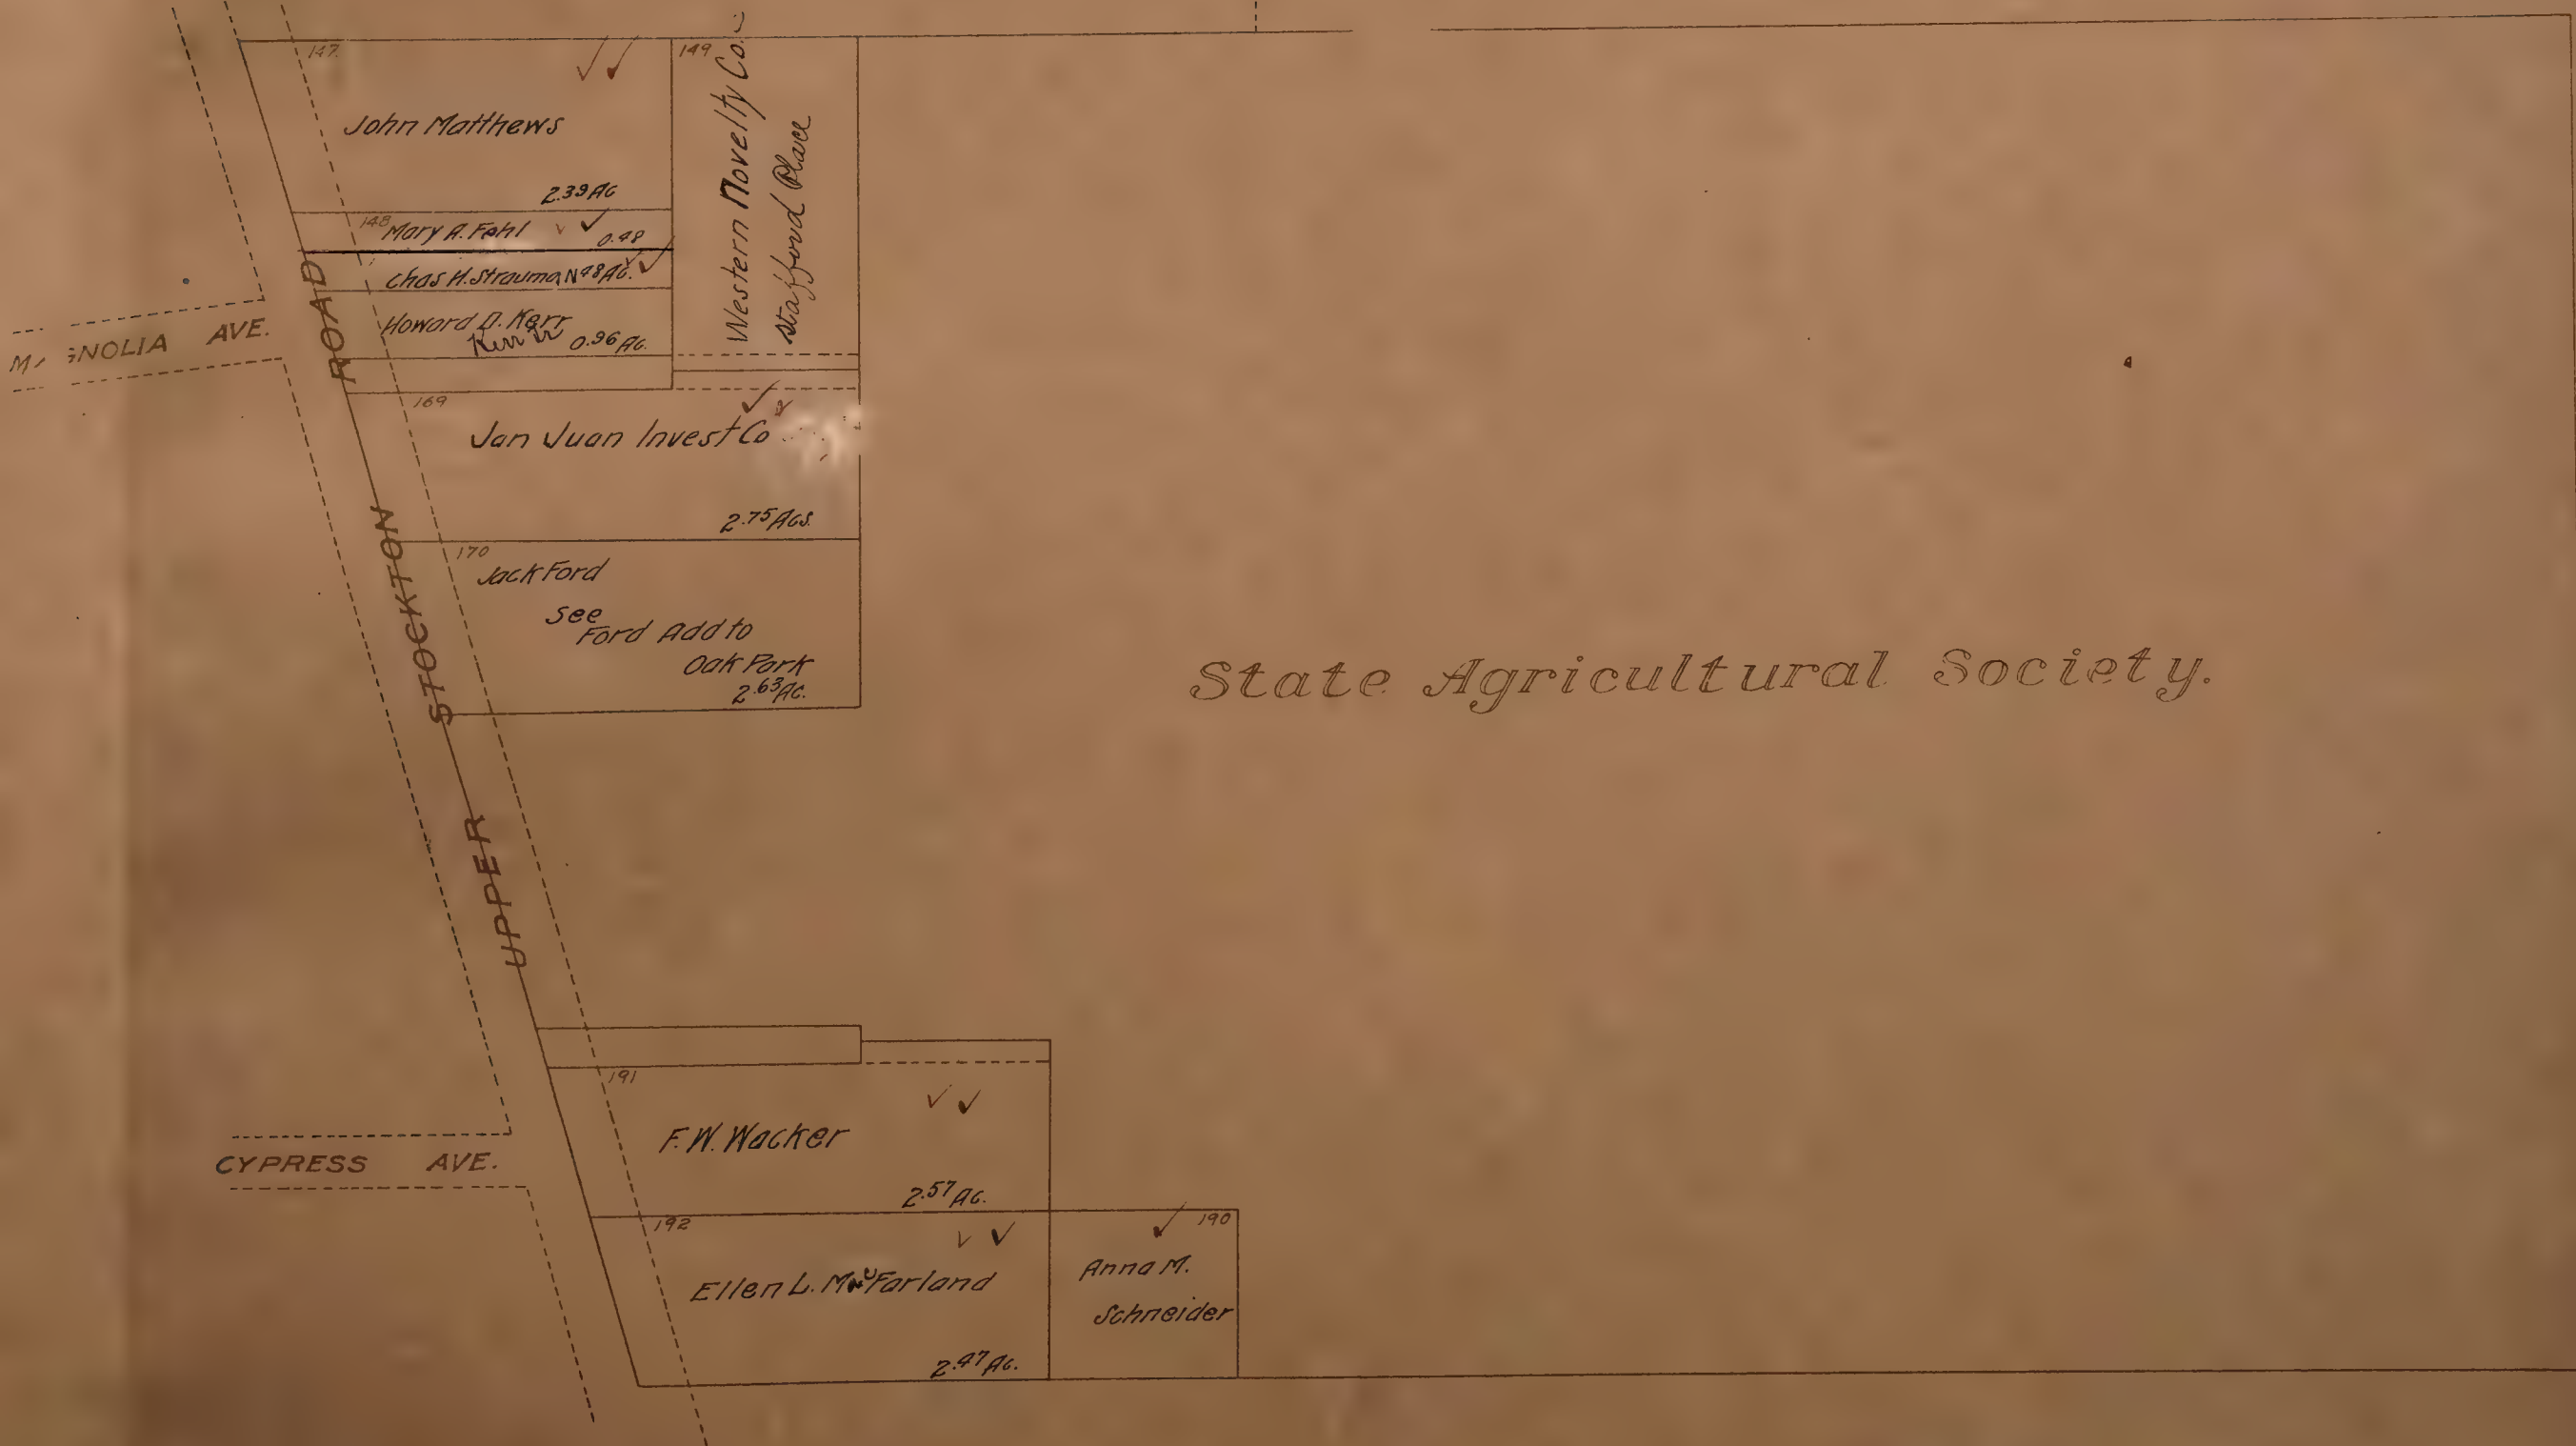 147.
John Matthews
2.39 AC
149
Western Novelty Co.
Stafford Place
148
Mary A. Fehl
0.48
Chas H. Strauman .48 AC.
Howard D. Kerr
Kerr
0.96 AC.
MAGNOLIA AVE.
169
San Juan Invest Co
2.75 ACS.
170
Jack Ford
See
Ford Add to
Oak Park
2.63 AC.
State Agricultural Society.
UPPER STOCKTON ROAD
191
F. W. Wacker
2.57 AC.
CYPRESS AVE.
192
Ellen L. McFarland
2.47 AC.
190
Anna M.
Schneider